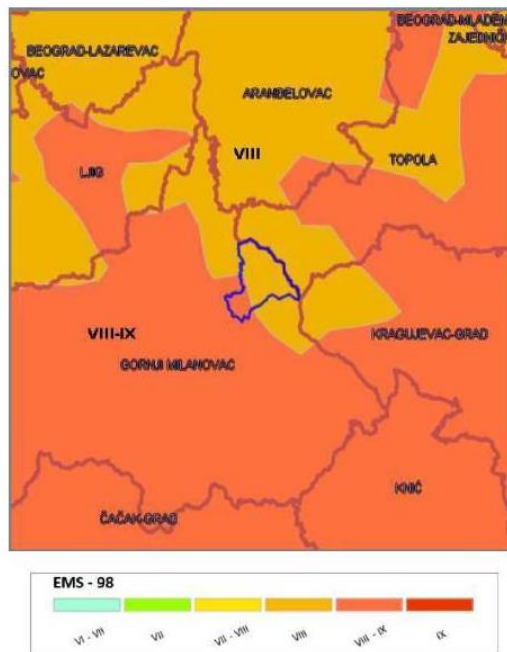 BEOGRAD-MLADEN
ZAJEDNIČ
BEOGRAD-LAZAREVAC
OVAC
ARANĐELOVAC
VIII
TOPOLA
LJIG
VIII-IX
KRAGUJEVAC-GRAD
GORNJI MILANOVAC
KNIĆ
ČAČAK-GRAD
EMS - 98
VI - VII
VII
VII - VIII
VIII
VIII - IX
IX